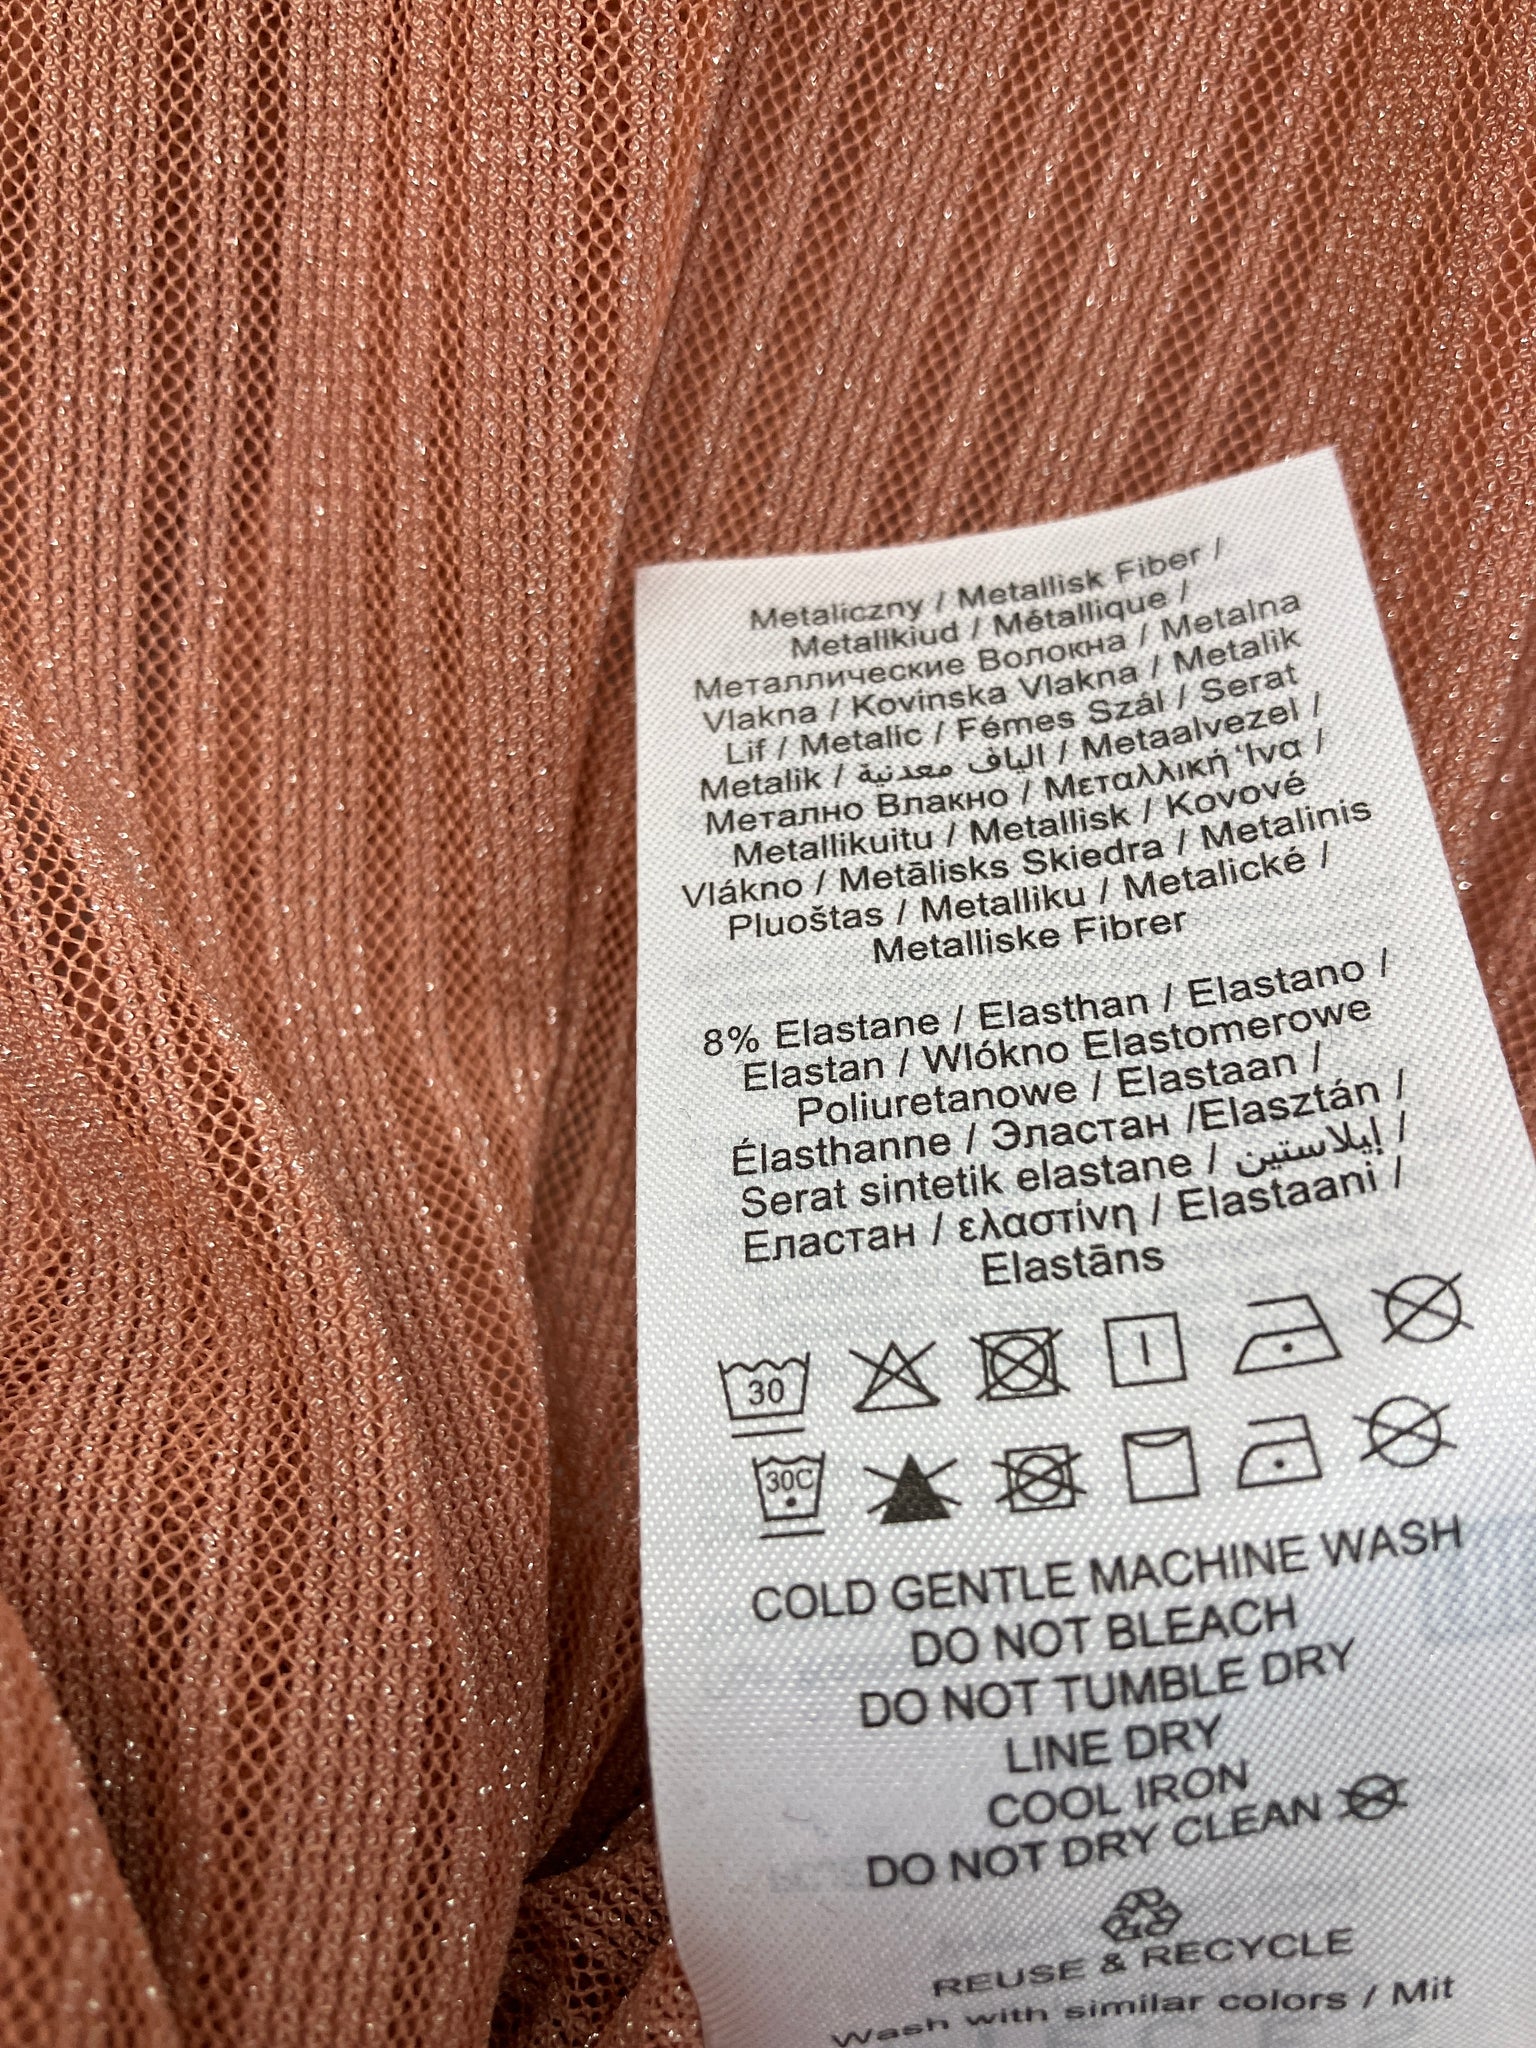 Metaliczny / Metallisk Fiber /
Metallkiud / Métallique /
Металлические Волокна / Metalna
Vlakna / Kovinska Vlakna / Metalik
Lif / Metalic / Fémes Szál / Serat
Metalik / الياف معدنية / Metaalvezel /
Метално Влакно / Μεταλλική Ίνα /
Metallikuitu / Metallisk / Kovové
Vlákno / Metālisks Skiedra / Metalinis
Pluoštas / Metalliku / Metalické /
Metalliske Fibrer
8% Elastane / Elasthan / Elastano /
Elastan / Wlókno Elastomerowe
Poliuretanowe / Elastaan /
Élasthanne / Эластан /Elasztán /
Serat sintetik elastane / إيلاستين /
Еластан / ελαστίνη / Elastaani /
Elastāns
30
30C
COLD GENTLE MACHINE WASH
DO NOT BLEACH
DO NOT TUMBLE DRY
LINE DRY
COOL IRON
DO NOT DRY CLEAN
REUSE & RECYCLE
Wash with similar colors / Mit